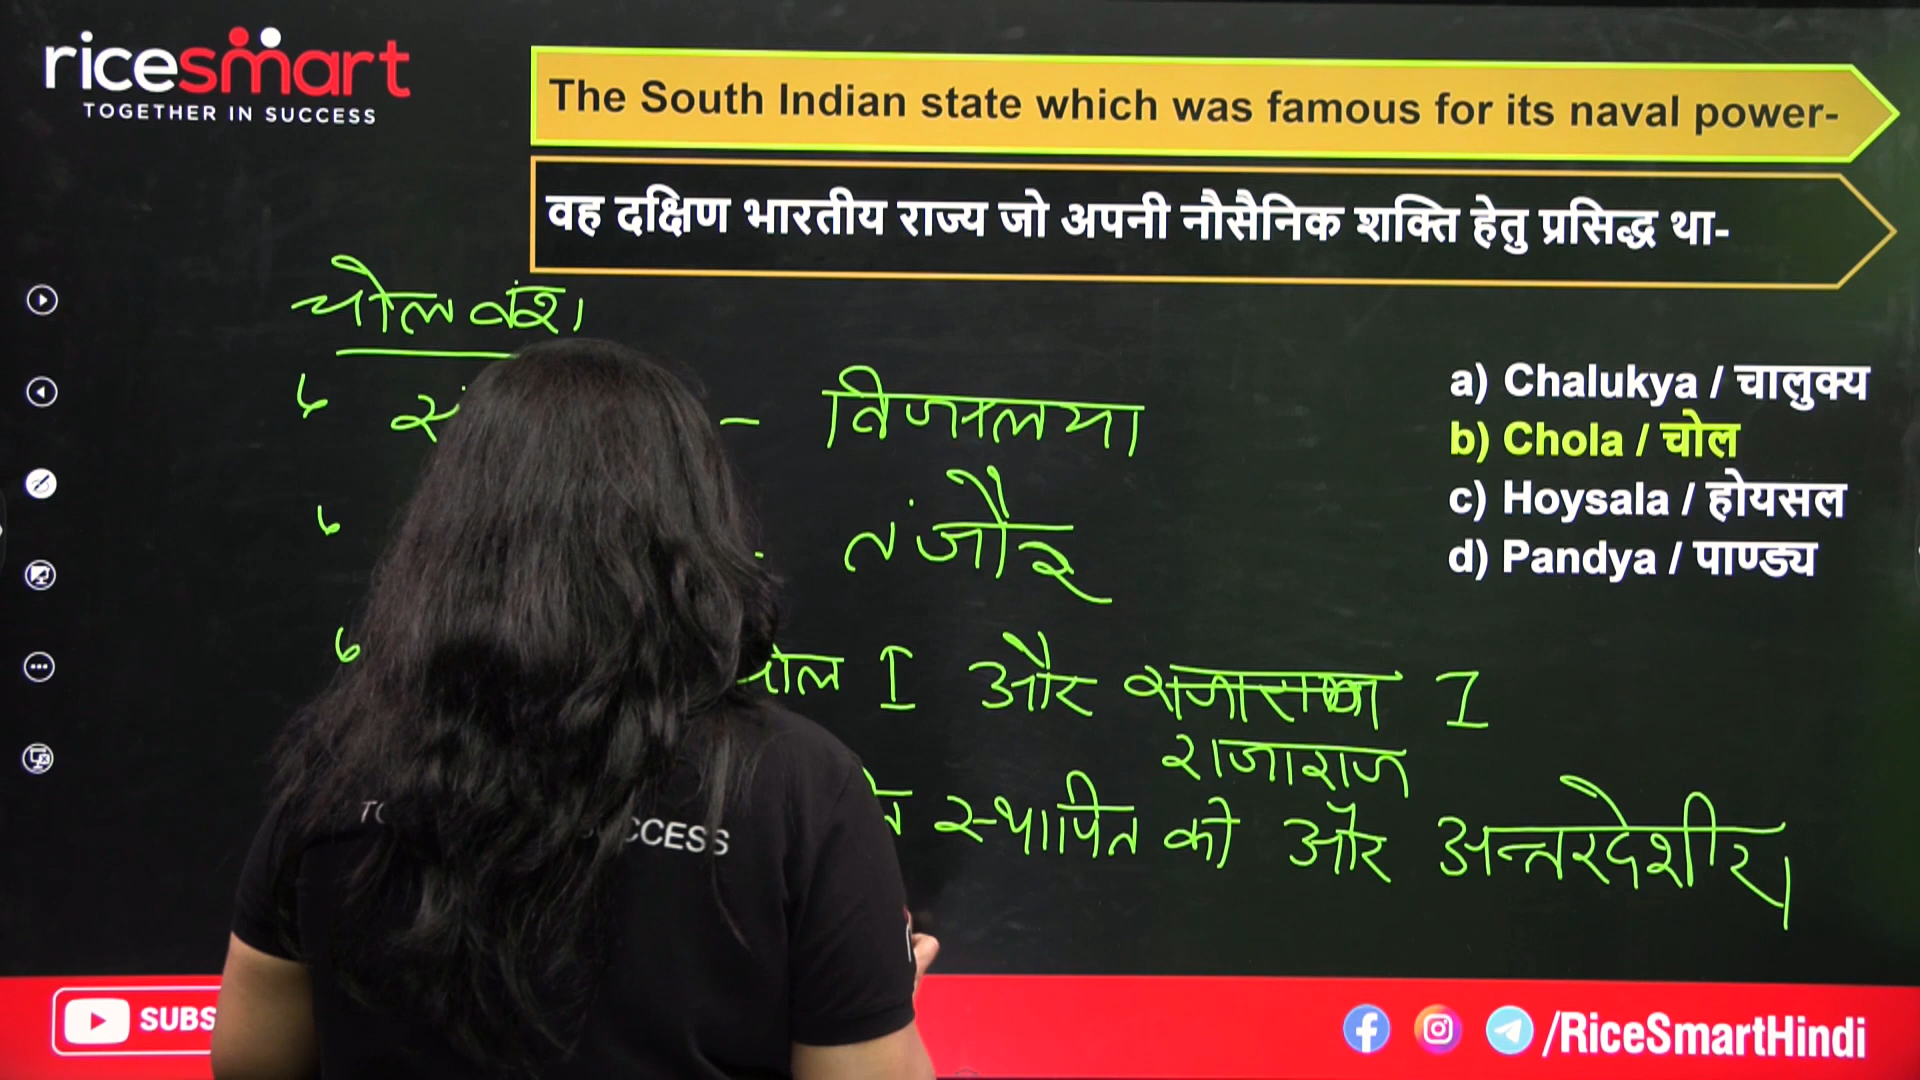 ricesmart
TOGETHER IN SUCCESS
The South Indian state which was famous for its naval power-
वह दक्षिण भारतीय राज्य जो अपनी नौसैनिक शक्ति हेतु प्रसिद्ध था-
चोल वंश।
a) Chalukya / चालुक्य
b) Chola / चोल
c) Hoysala / होयसल
d) Pandya / पाण्ड्य
- विजयालया
तंजौर
चोल I और I
राजाराज
ने स्थापित की और अन्तरदेशीय
CCESS
SUBS
/RiceSmartHindi